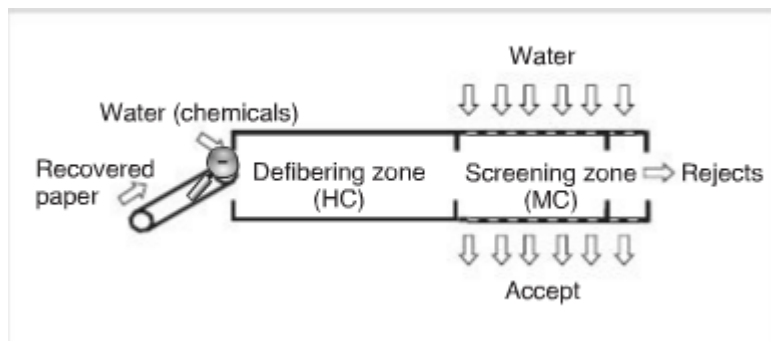 Water
Water (chemicals)
Recovered
paper
Defibering zone
(HC)
Screening zone
(MC)
Rejects
Accept